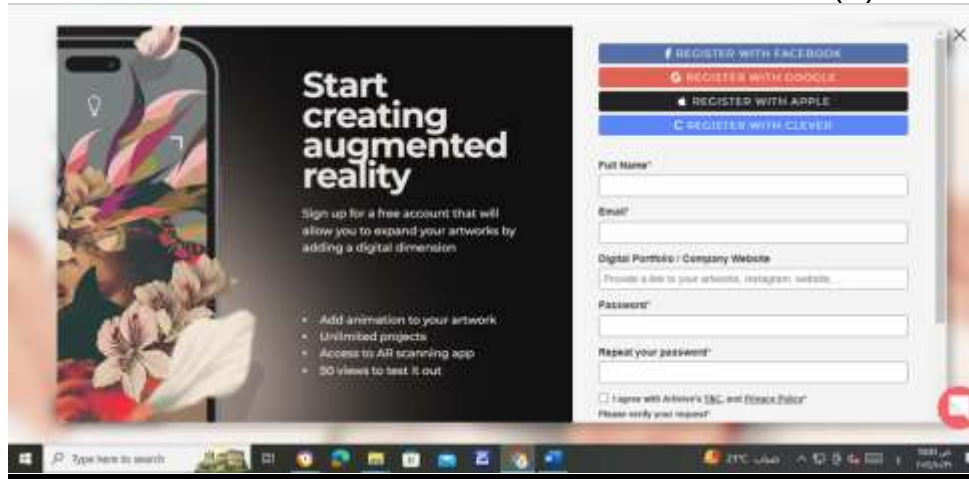 Start
creating
augmented
reality
Sign up for a free account that will
allow you to expand your artworks by
adding a digital dimension
Add animation to your artwork
Unlimited projects
Access to AR scanning app
50 views to test it out
REGISTER WITH FACEBOOK
REGISTER WITH GOOGLE
REGISTER WITH APPLE
REGISTER WITH CLEVER
Full Name*
Email*
Digital Portfolio / Company Website
Provide a link to your artworks, instagram, website,
Password*
Repeat your password*
I agree with Artivive's T&C, and Privacy Policy*
Please verify your request*
Type here to search
21°C ضباب